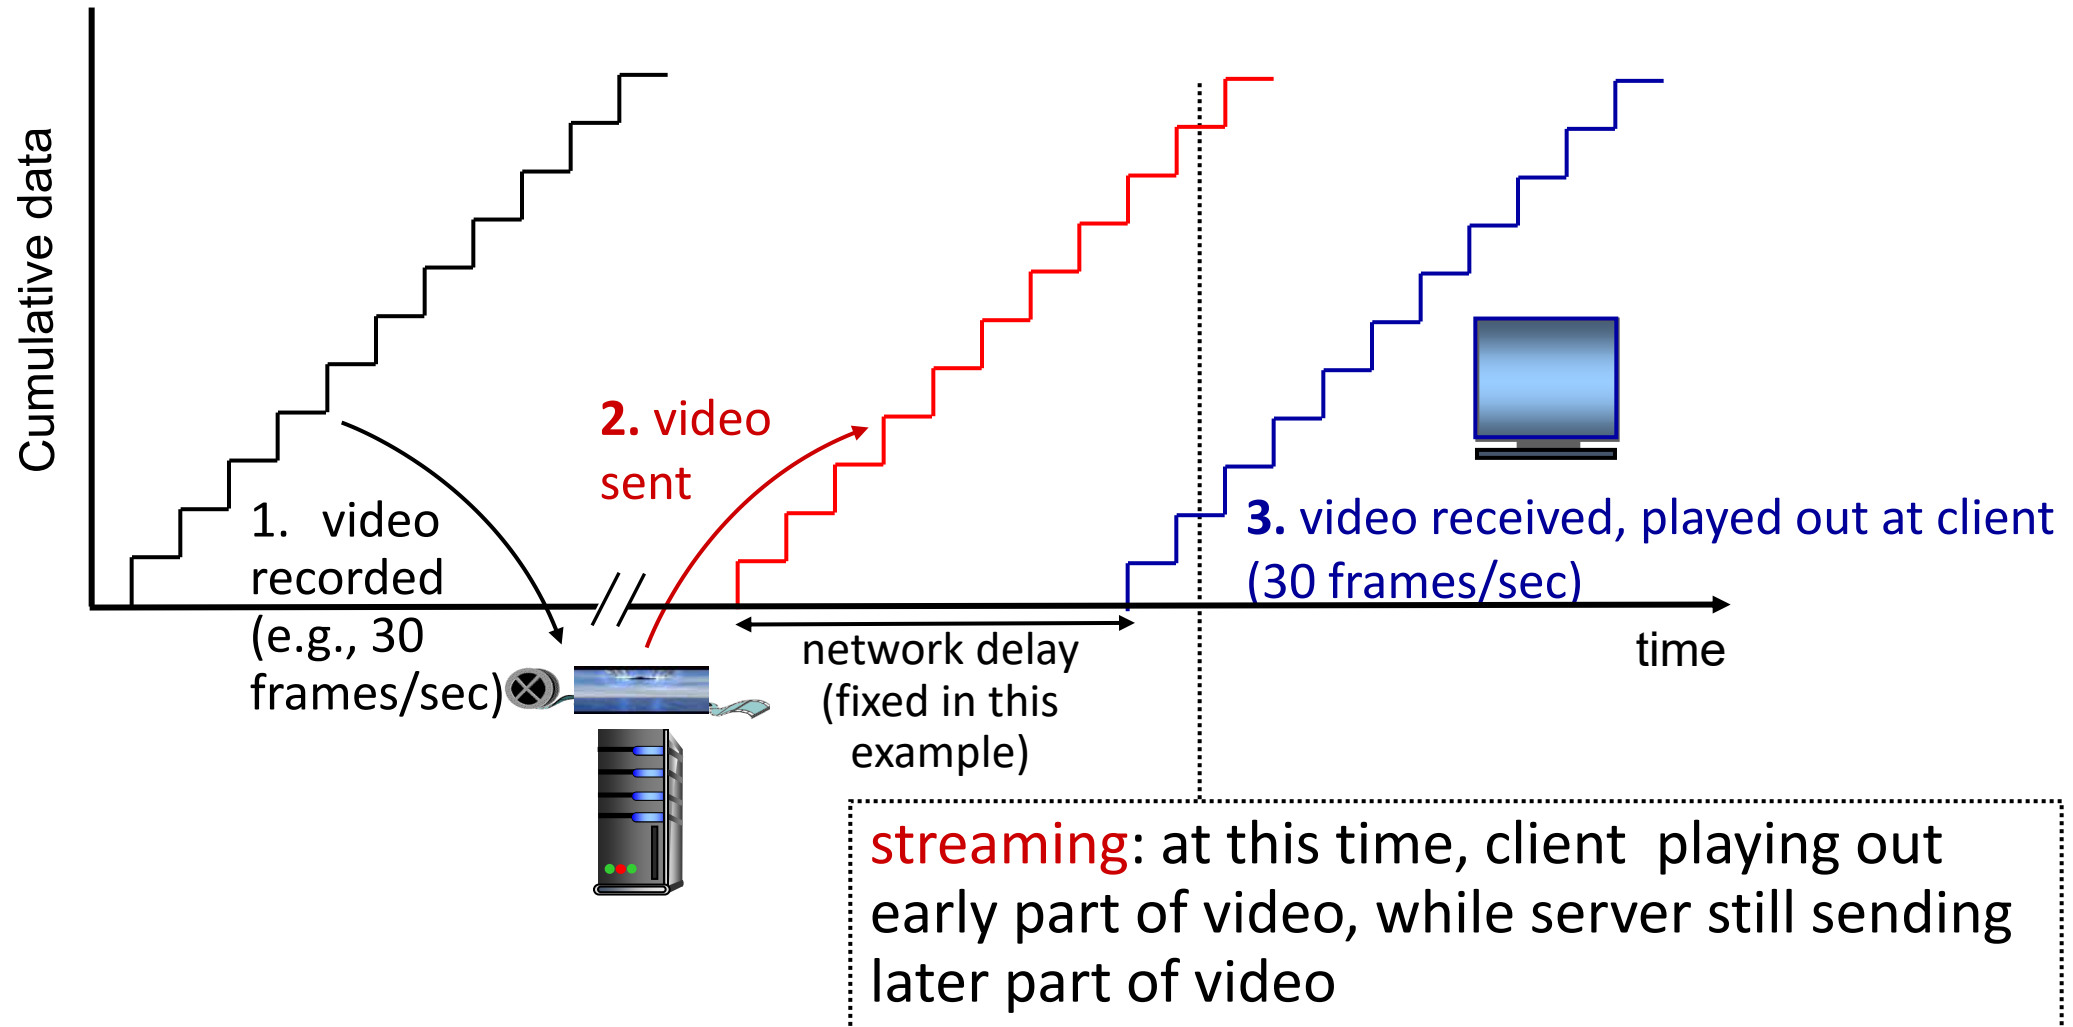 Cumulative data
1. video
recorded
(e.g., 30
frames/sec)
2. video
sent
3. video received, played out at client
(30 frames/sec)
network delay
(fixed in this
example)
time
streaming: at this time, client  playing out
early part of video, while server still sending
later part of video